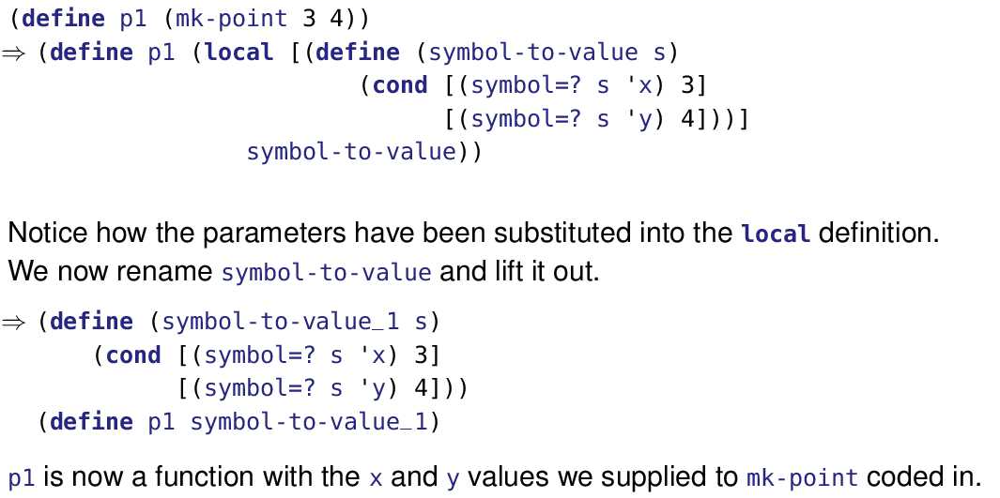 (define p1 (mk-point 3 4))
⇒ (define p1 (local [(define (symbol-to-value s)
(cond [(symbol=? s 'x) 3]
[(symbol=? s 'y) 4]))]
symbol-to-value))
Notice how the parameters have been substituted into the local definition.
We now rename symbol-to-value and lift it out.
⇒ (define (symbol-to-value_1 s)
(cond [(symbol=? s 'x) 3]
[(symbol=? s 'y) 4]))
(define p1 symbol-to-value_1)
p1 is now a function with the x and y values we supplied to mk-point coded in.